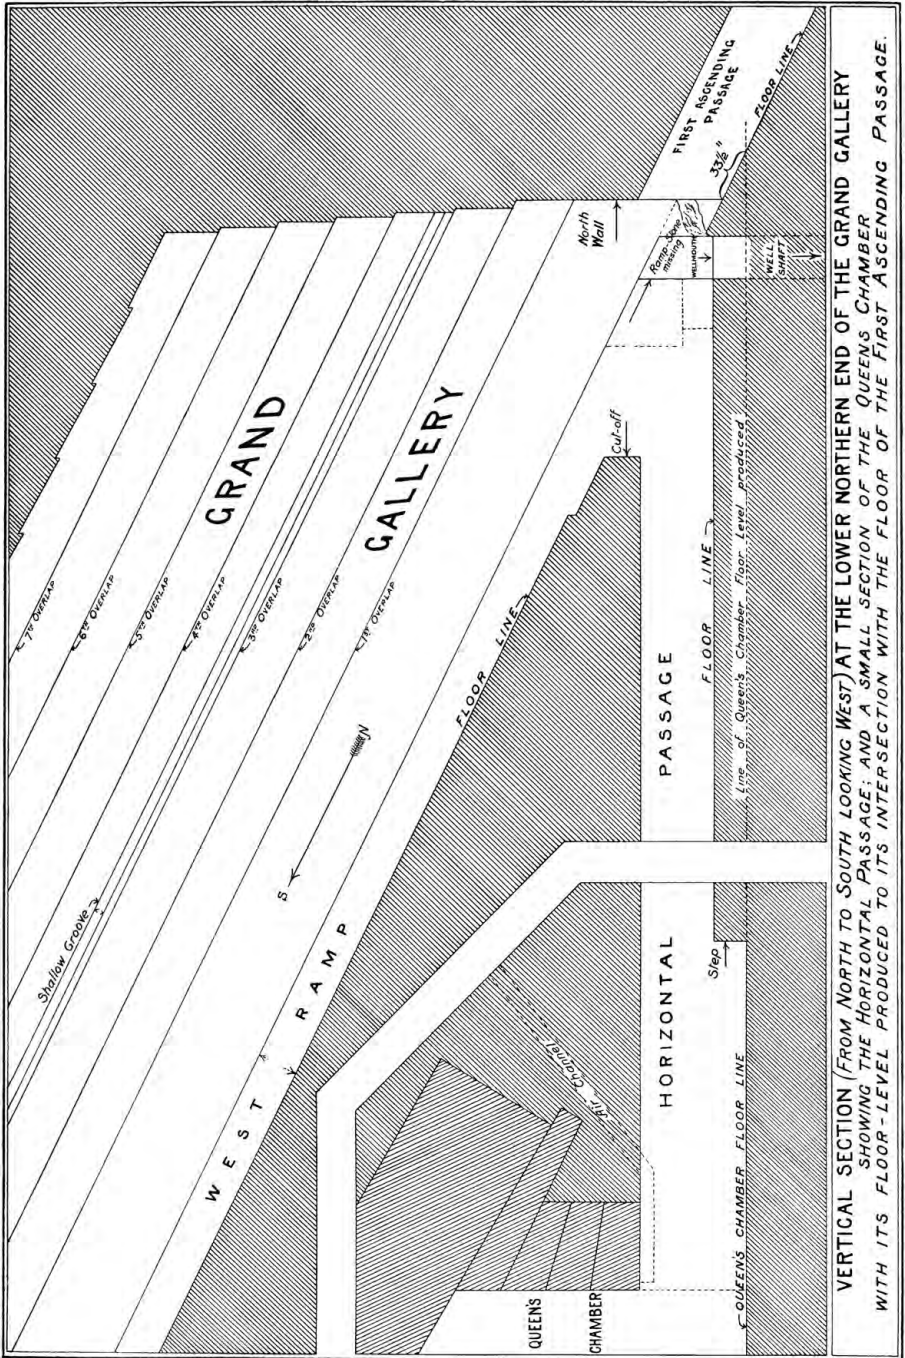 7TH OVERLAP
6TH OVERLAP
5TH OVERLAP
4TH OVERLAP
3RD OVERLAP
2ND OVERLAP
1ST OVERLAP
GRAND
GALLERY
Shallow Groove
S
N
WEST RAMP
FLOOR LINE
FIRST ASCENDING
PASSAGE
FLOOR LINE
33½"
North
Wall
Ramp-Stone
missing
WELLMOUTH
WELL
SHAFT
Cut-off
HORIZONTAL PASSAGE
FLOOR LINE
Line of Queen's Chamber Floor Level produced
Step
Air Channel
QUEEN'S
CHAMBER
QUEEN'S CHAMBER FLOOR LINE
VERTICAL SECTION (FROM NORTH TO SOUTH LOOKING WEST) AT THE LOWER NORTHERN END OF THE GRAND GALLERY
SHOWING THE HORIZONTAL PASSAGE; AND A SMALL SECTION OF THE QUEEN'S CHAMBER
WITH ITS FLOOR-LEVEL PRODUCED TO ITS INTERSECTION WITH THE FLOOR OF THE FIRST ASCENDING PASSAGE.